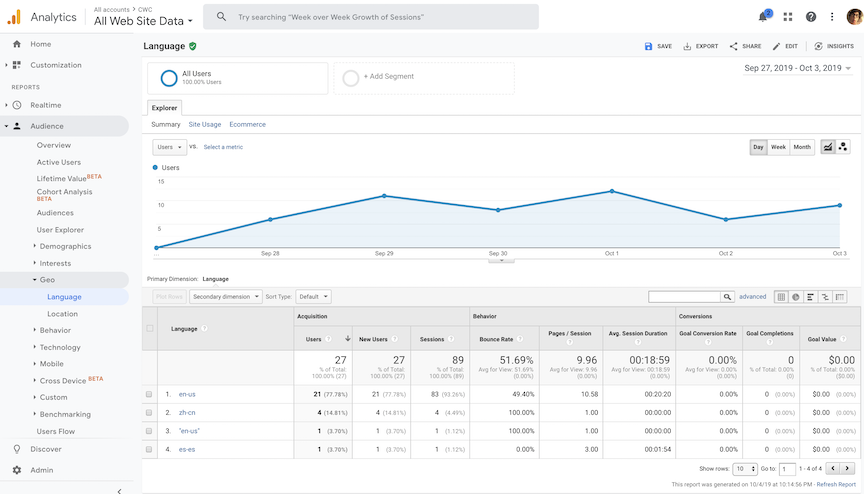 Analytics
All accounts > CWC
All Web Site Data
Try searching "Week over Week Growth of Sessions"
2
Home
Customization
REPORTS
Realtime
Audience
Overview
Active Users
Lifetime Value BETA
Cohort Analysis
BETA
Audiences
User Explorer
Demographics
Interests
Geo
Language
Location
Behavior
Technology
Mobile
Cross Device BETA
Custom
Benchmarking
Users Flow
Discover
Admin
Language
SAVE EXPORT SHARE EDIT INSIGHTS
All Users
100.00% Users
+ Add Segment
Sep 27, 2019 - Oct 3, 2019
Explorer
Summary Site Usage Ecommerce
Users vs. Select a metric
Day Week Month
Users
15
10
5
Sep 28 Sep 29 Sep 30 Oct 1 Oct 2 Oct 3
Primary Dimension: Language
Plot Rows Secondary dimension Sort Type: Default advanced
Language Acquisition Behavior Conversions
Users ? New Users ? Sessions ? Bounce Rate ? Pages / Session ? Avg. Session Duration ? Goal Conversion Rate ? Goal Completions ? Goal Value ?
27 27 89 51.69% 9.96 00:18:59 0.00% 0 $0.00
% of Total: % of Total: % of Total: Avg for View: 51.69% Avg for View: 9.96 Avg for View: 00:18:59 Avg for View: 0.00% % of Total: 0.00% % of Total: 0.00%
100.00% (27) 100.00% (27) 100.00% (89) (0.00%) (0.00%) (0.00%) (0.00%) (0) ($0.00)
1. en-us 21 (77.78%) 21 (77.78%) 83 (93.26%) 49.40% 10.58 00:20:20 0.00% 0 (0.00%) $0.00 (0.00%)
2. zh-cn 4 (14.81%) 4 (14.81%) 4 (4.49%) 100.00% 1.00 00:00:00 0.00% 0 (0.00%) $0.00 (0.00%)
3. "en-us" 1 (3.70%) 1 (3.70%) 1 (1.12%) 100.00% 1.00 00:00:00 0.00% 0 (0.00%) $0.00 (0.00%)
4. es-es 1 (3.70%) 1 (3.70%) 1 (1.12%) 0.00% 3.00 00:01:54 0.00% 0 (0.00%) $0.00 (0.00%)
Show rows: 10 Go to: 1 1 - 4 of 4
This report was generated on 10/4/19 at 10:14:56 PM - Refresh Report